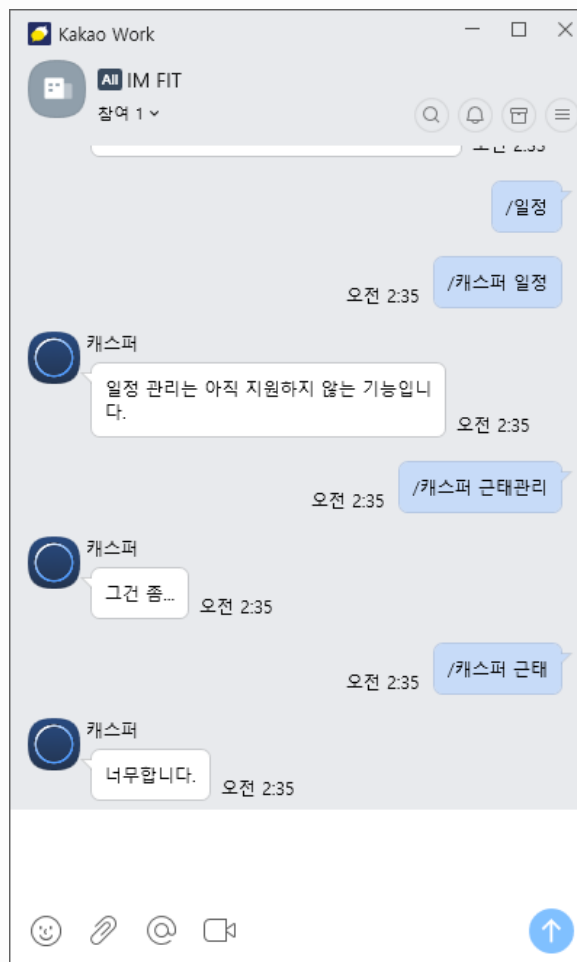 Kakao Work
All IM FIT
참여 1
오전 2:35
/일정
/캐스퍼 일정
오전 2:35
캐스퍼
일정 관리는 아직 지원하지 않는 기능입니
다.
오전 2:35
/캐스퍼 근태관리
오전 2:35
캐스퍼
그건 좀...
오전 2:35
/캐스퍼 근태
오전 2:35
캐스퍼
너무합니다.
오전 2:35